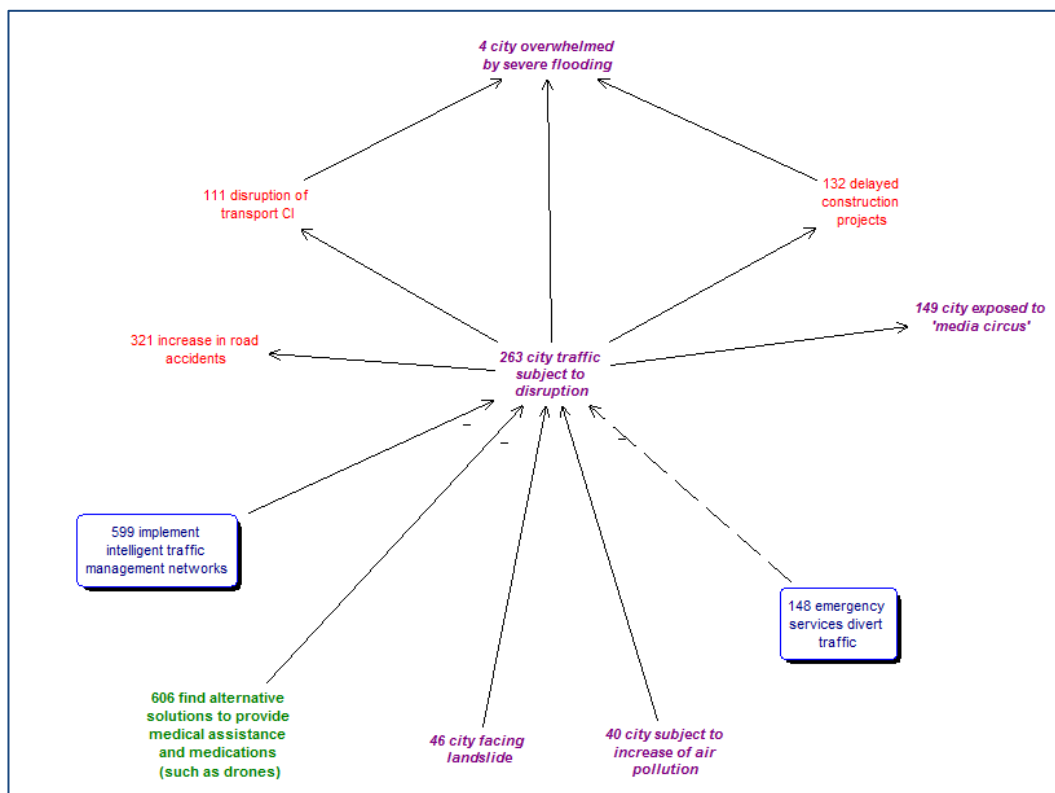 4 city overwhelmed
by severe flooding
111 disruption of
transport CI
132 delayed
construction
projects
149 city exposed to
'media circus'
321 increase in road
accidents
263 city traffic
subject to
disruption
–
–
–
599 implement
intelligent traffic
management networks
148 emergency
services divert
traffic
606 find alternative
solutions to provide
medical assistance
and medications
(such as drones)
46 city facing
landslide
40 city subject to
increase of air
pollution